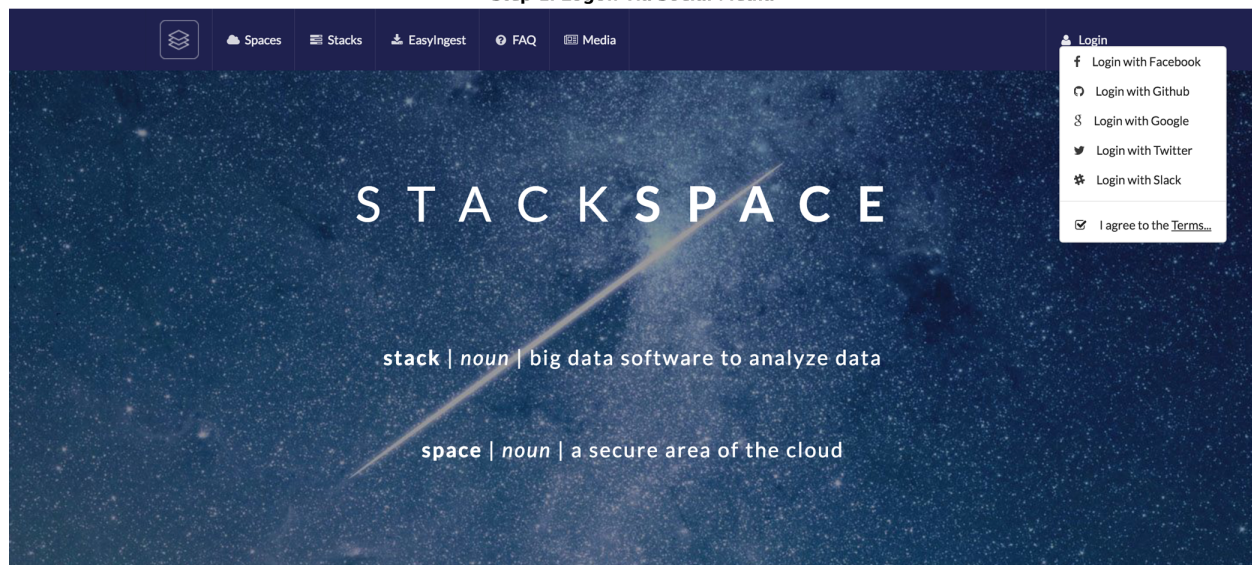 Spaces Stacks EasyIngest FAQ Media Login
Login with Facebook
Login with Github
Login with Google
Login with Twitter
Login with Slack
I agree to the Terms...
STACKSPACE
stack | noun | big data software to analyze data
space | noun | a secure area of the cloud